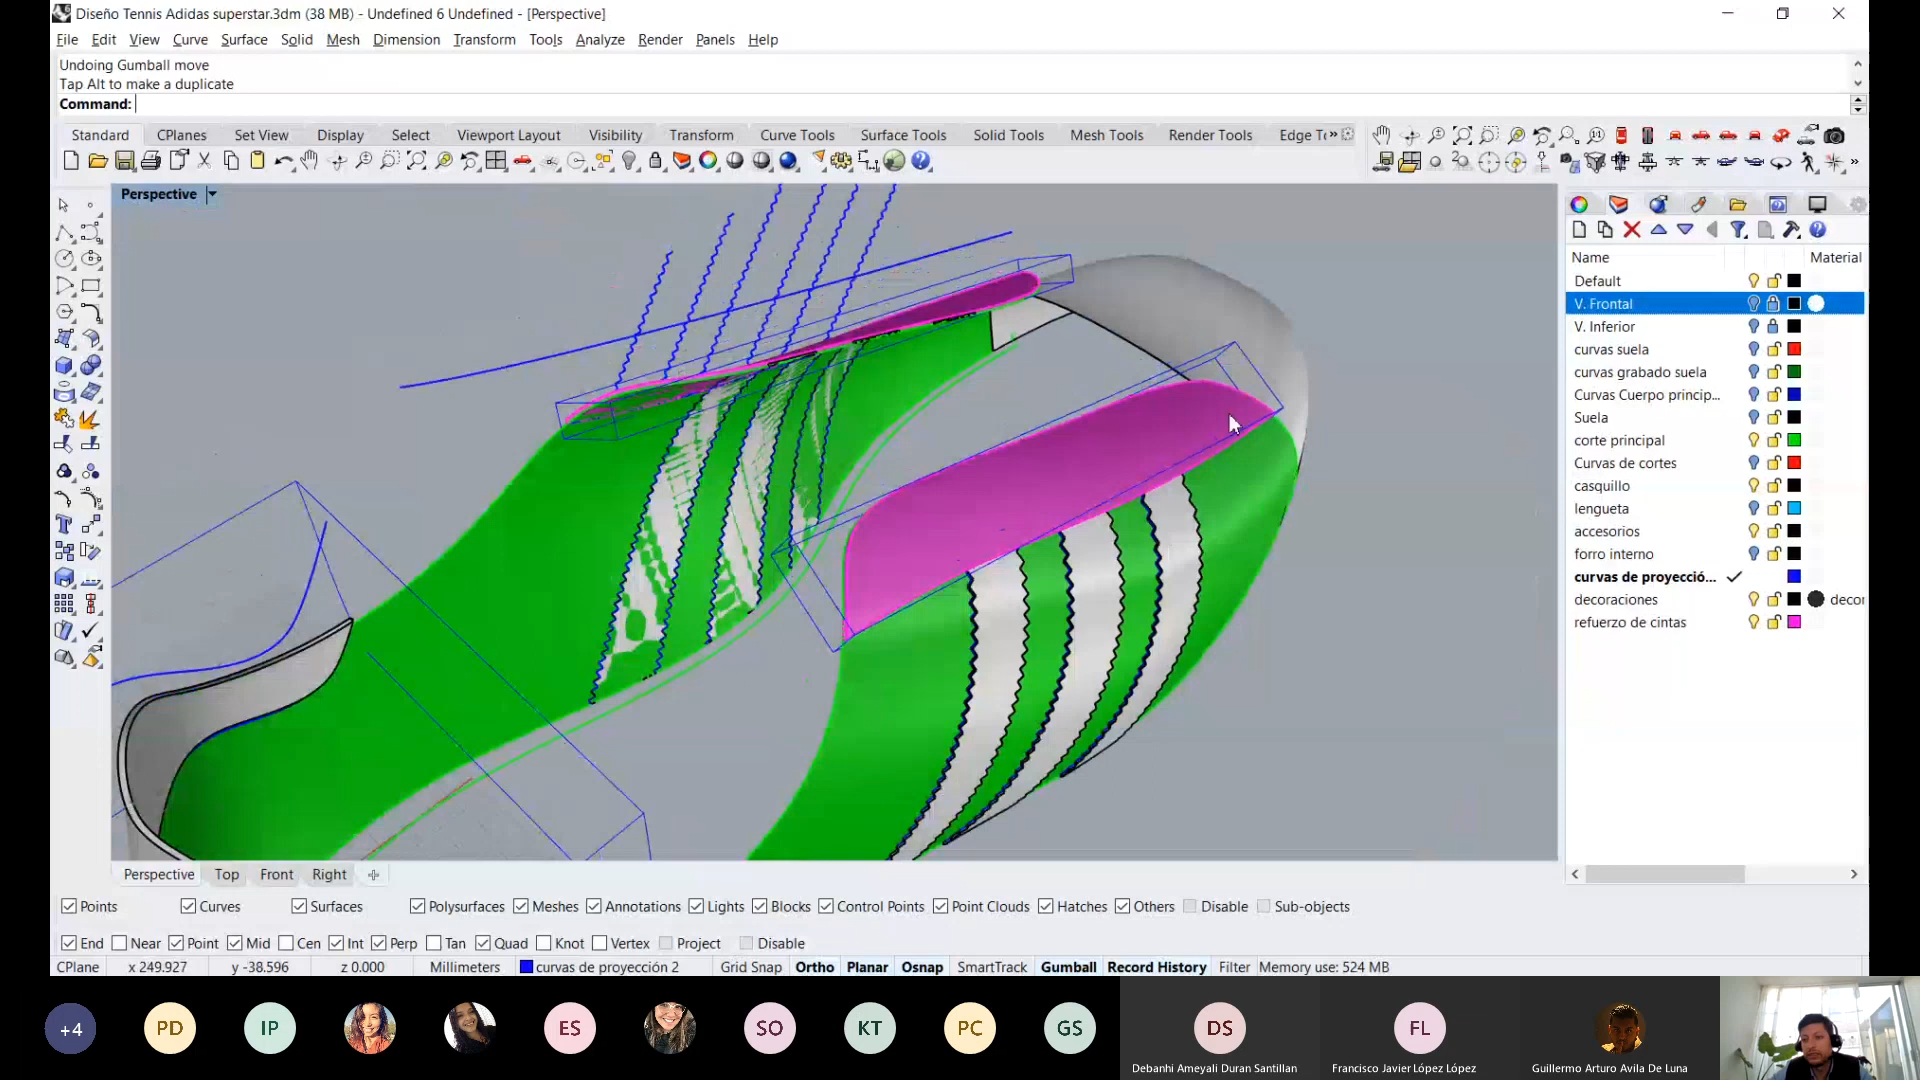 Diseño Tennis Adidas superstar.3dm (38 MB) - Undefined 6 Undefined - [Perspective]
File Edit View Curve Surface Solid Mesh Dimension Transform Tools Analyze Render Panels Help
Undoing Gumball move
Tap Alt to make a duplicate
Command:
Standard CPlanes Set View Display Select Viewport Layout Visibility Transform Curve Tools Surface Tools Solid Tools Mesh Tools Render Tools Edge To
Perspective
Name Material
Default
V. Frontal
V. Inferior
curvas suela
curvas grabado suela
Curvas Cuerpo princip...
Suela
corte principal
Curvas de cortes
casquillo
lengueta
accesorios
forro interno
curvas de proyecció...
decoraciones decor
refuerzo de cintas
Perspective Top Front Right
Points Curves Surfaces Polysurfaces Meshes Annotations Lights Blocks Control Points Point Clouds Hatches Others Disable Sub-objects
End Near Point Mid Cen Int Perp Tan Quad Knot Vertex Project Disable
CPlane x 249.927 y -38.596 z 0.000 Millimeters curvas de proyección 2 Grid Snap Ortho Planar Osnap SmartTrack Gumball Record History Filter Memory use: 524 MB
+4 PD IP ES SO KT PC GS DS FL
Debanhi Ameyali Duran Santillan Francisco Javier López López Guillermo Arturo Avila De Luna